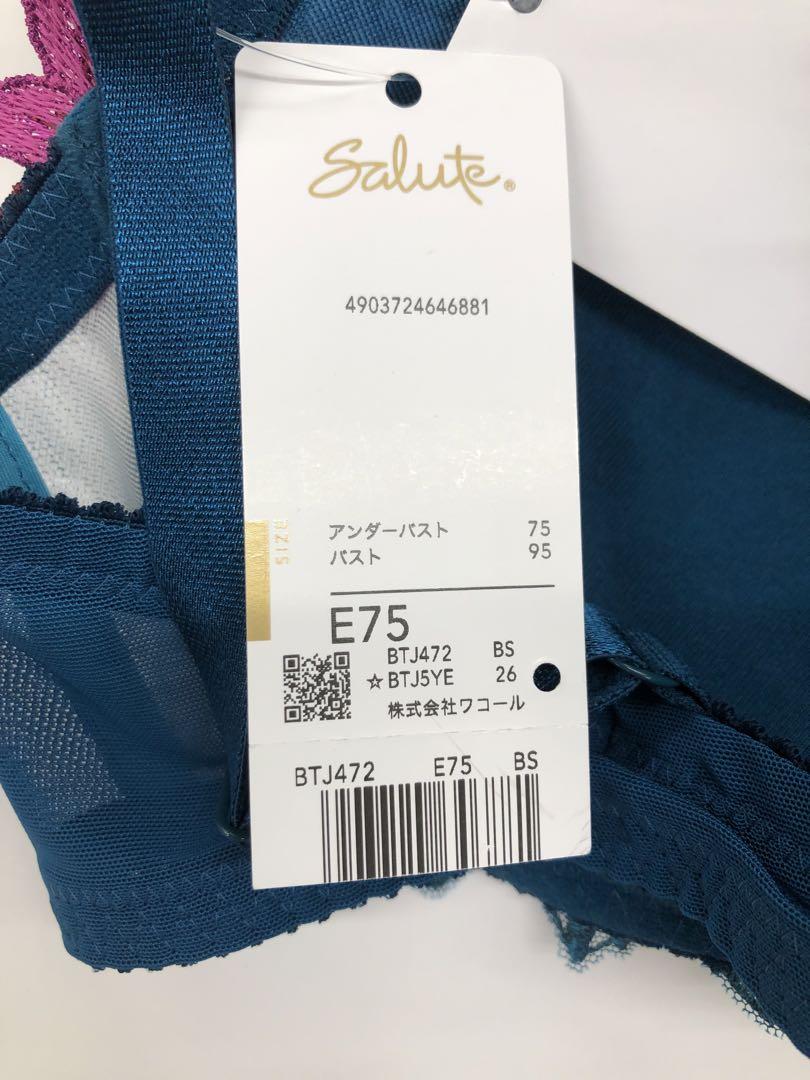 Salute®
4903724646881
SIZE
アンダーバスト 75
バスト 95
E75
BTJ472 BS
☆BTJ5YE 26
株式会社ワコール
BTJ472 E75 BS